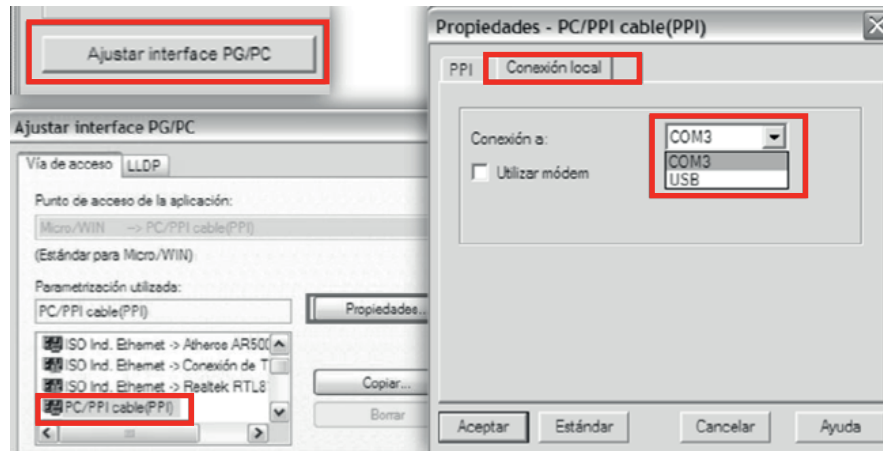 Ajustar interface PG/PC
Ajustar interface PG/PC
Vía de acceso
LLDP
Punto de acceso de la aplicación:
Micro/WIN -> PC/PPI cable(PPI)
(Estándar para Micro/WIN)
Parametrización utilizada:
PC/PPI cable(PPI)
Propiedades..
ISO Ind. Ethernet -> Atheros AR500
ISO Ind. Ethernet -> Conexión de T
ISO Ind. Ethernet -> Realtek RTL8
PC/PPI cable(PPI)
Copiar...
Borrar
Propiedades - PC/PPI cable(PPI)
PPI
Conexión local
Conexión a:
COM3
COM3
USB
Utilizar módem
Aceptar
Estándar
Cancelar
Ayuda